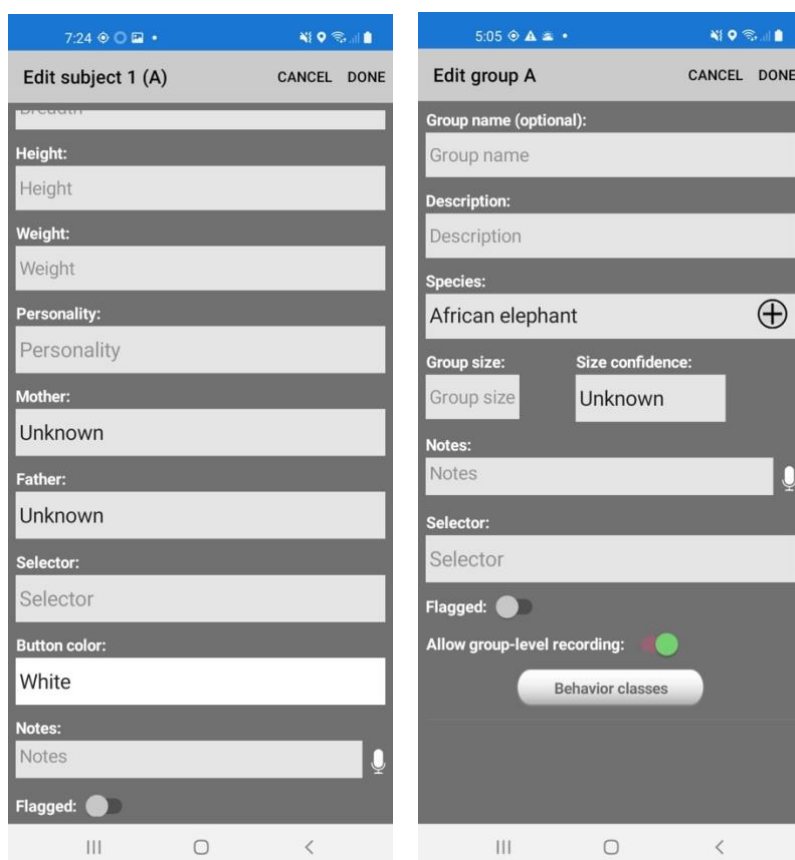 7:24
Edit subject 1 (A) CANCEL DONE
Breadth
Height:
Height
Weight:
Weight
Personality:
Personality
Mother:
Unknown
Father:
Unknown
Selector:
Selector
Button color:
White
Notes:
Notes
Flagged:
5:05
Edit group A CANCEL DONE
Group name (optional):
Group name
Description:
Description
Species:
African elephant
Group size: Size confidence:
Group size Unknown
Notes:
Notes
Selector:
Selector
Flagged:
Allow group-level recording:
Behavior classes